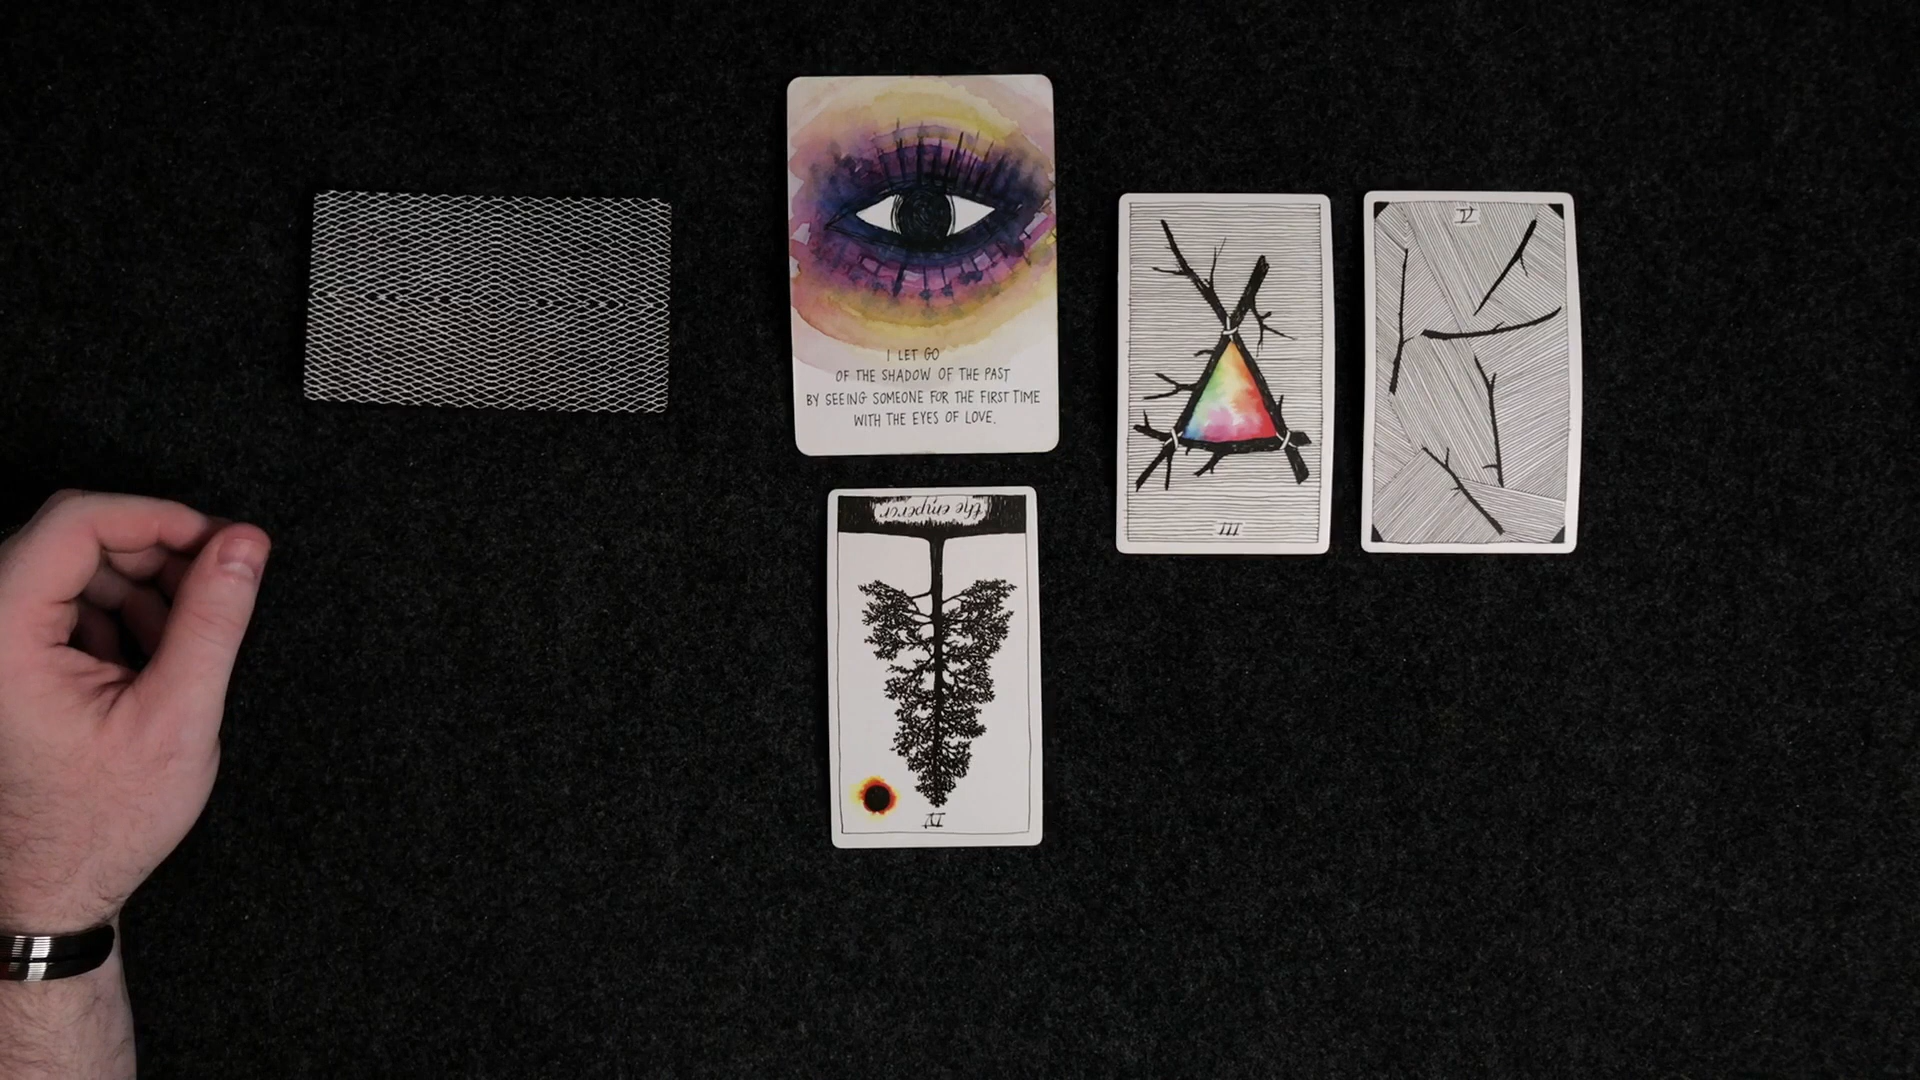 I LET GO
OF THE SHADOW OF THE PAST
BY SEEING SOMEONE FOR THE FIRST TIME
WITH THE EYES OF LOVE.
III
V
the emperor
IV